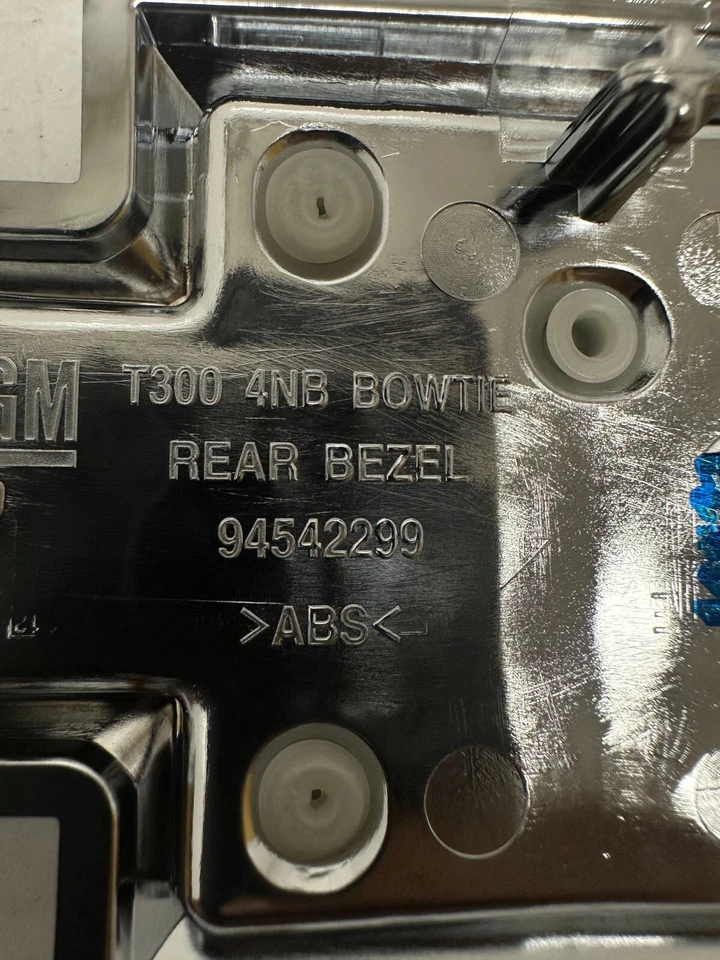 GM
T300 4NB BOWTIE
REAR BEZEL
94542299
>ABS<